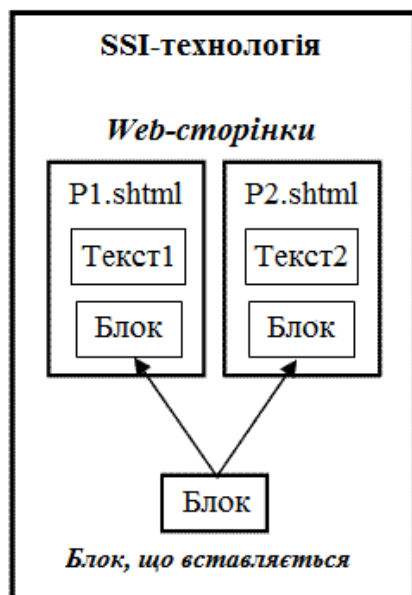 SSI-технологія
Web-сторінки
P1.shtml P2.shtml
Текст1 Текст2
Блок Блок
Блок
Блок, що вставляється